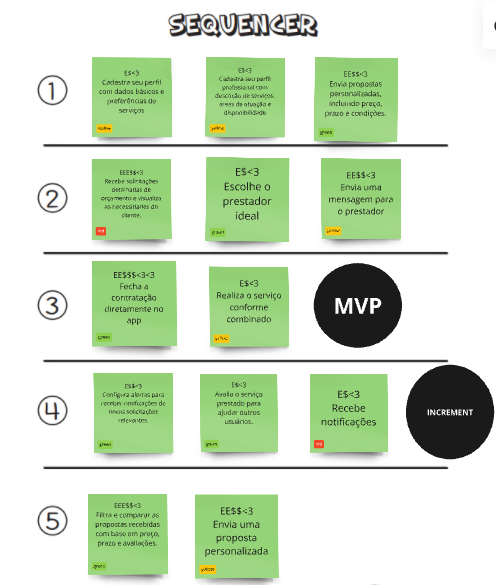 SEQUENCER
1
E$<3
Cadastra seu perfil
com dados básicos e
preferências de
serviços
yellow
E$<3
Cadastra seu perfil
profissional com
descrição de serviços,
áreas de atuação e
disponibilidade
yellow
EE$$<3
Envia propostas
personalizadas,
incluindo preço,
prazo e condições.
green
2
EEE$$<3
Recebe solicitações
detalhadas de
orçamento e visualiza
as necessidades do
cliente.
red
E$<3
Escolhe o
prestador
ideal
green
EE$$<3
Envia uma
mensagem para
o prestador
yellow
3
EE$$$<3<3
Fecha a
contratação
diretamente no
app
green
E$<3
Realiza o serviço
conforme
combinado
yellow
MVP
4
E$<3
Configura alertas para
receber notificações de
novas solicitações
relevantes.
green
E$<3
Avalia o serviço
prestado para
ajudar outros
usuários.
green
E$<3
Recebe
notificações
red
INCREMENT
5
EEE$$<3
Filtra e comparar as
propostas recebidas
com base em preço,
prazo e avaliações.
green
EE$$<3
Envia uma
proposta
personalizada
yellow